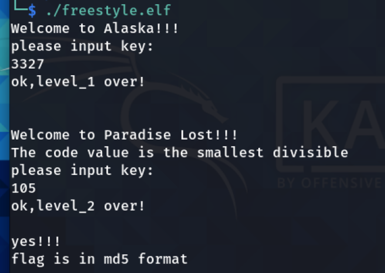 └─$ ./freestyle.elf
Welcome to Alaska!!!
please input key:
3327
ok,level_1 over!
Welcome to Paradise Lost!!!
The code value is the smallest divisible
please input key:
105
ok,level_2 over!
yes!!!
flag is in md5 format
KA
BY OFFENSIVE